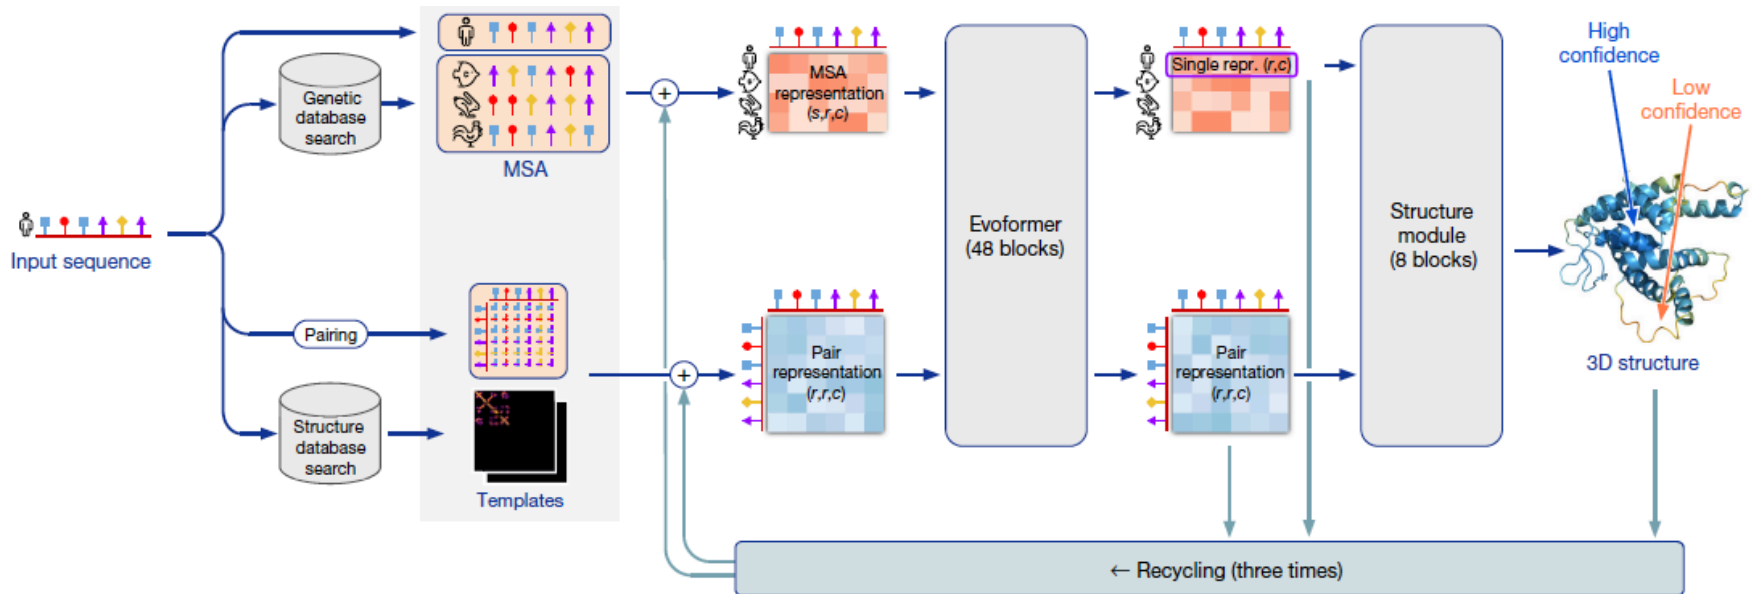 Input sequence
Genetic
database
search
MSA
Pairing
Structure
database
search
Templates
+
+
MSA
representation
(s,r,c)
Pair
representation
(r,r,c)
Evoformer
(48 blocks)
Single repr. (r,c)
Pair
representation
(r,r,c)
Structure
module
(8 blocks)
High
confidence
Low
confidence
3D structure
← Recycling (three times)